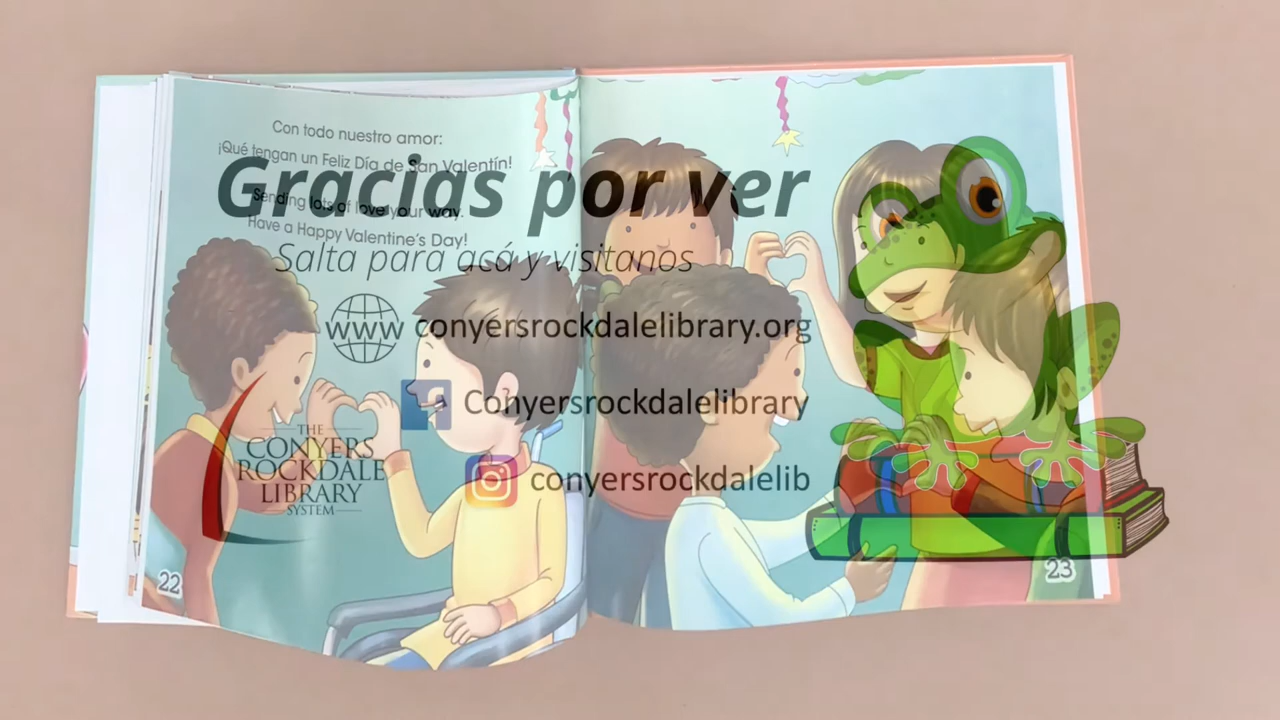 Con todo nuestro amor:
¡Qué tengan un Feliz Día de San Valentín!
Sending lots of love your way.
Have a Happy Valentine's Day!
Gracias por ver
Salta para acá y visitanos
www conyersrockdalelibrary.org
Conyersrockdalelibrary
conyersrockdalelib
THE
CONYERS
ROCKDALE
LIBRARY
SYSTEM
22
23